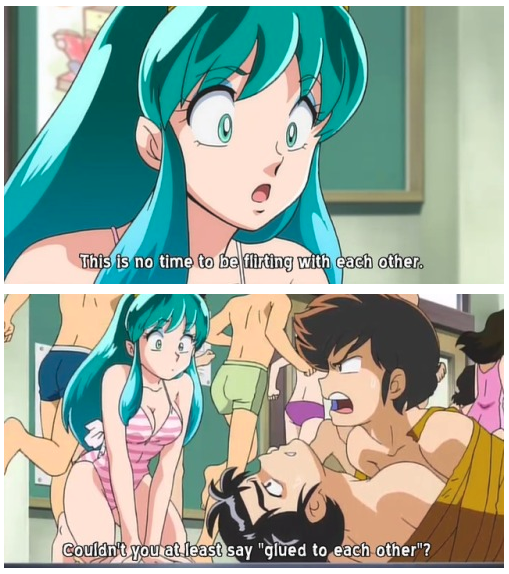 This is no time to be flirting with each other.
Couldn't you at least say "glued to each other"?